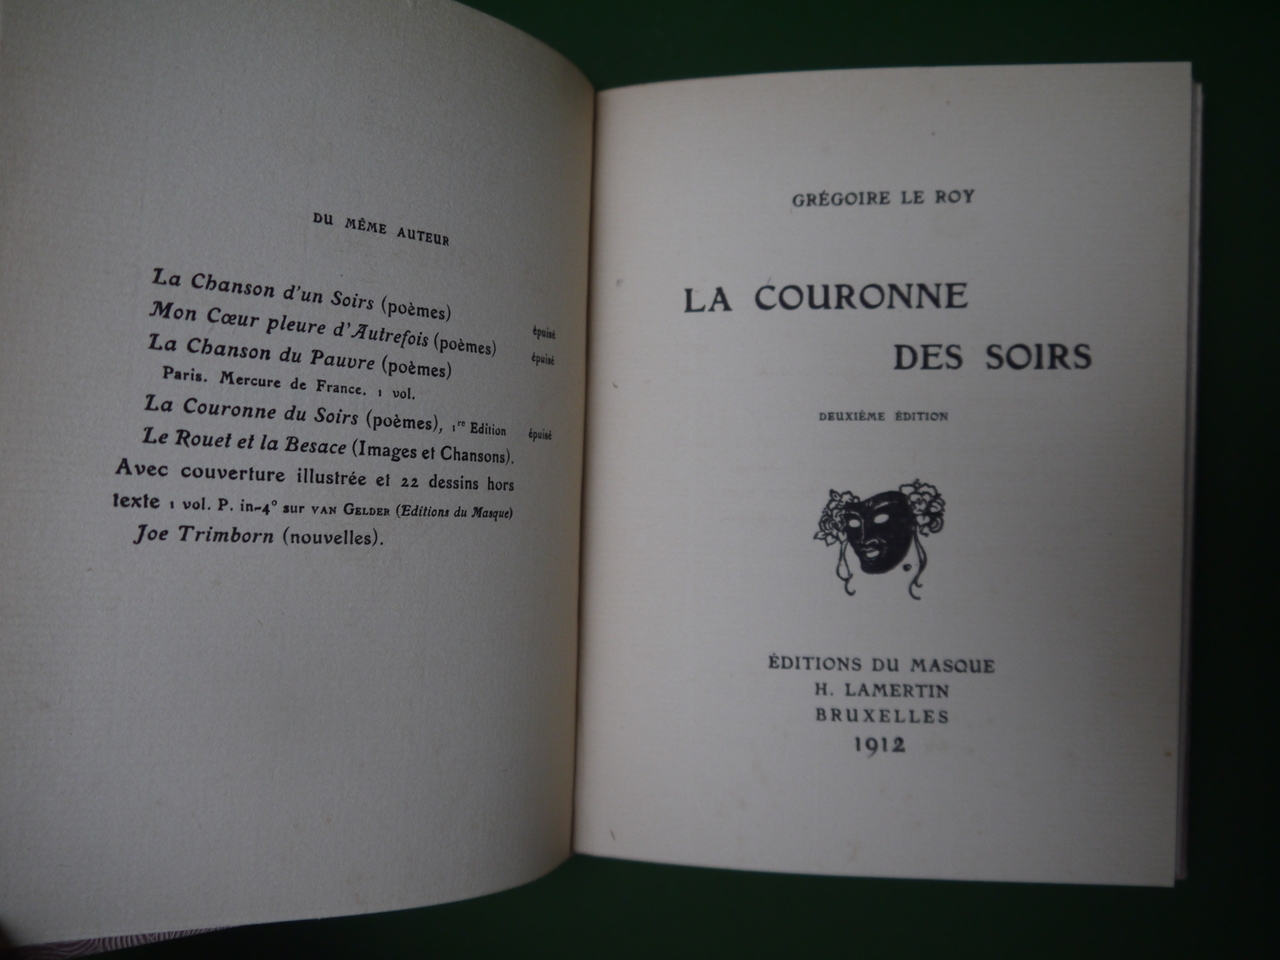 DU MÊME AUTEUR
La Chanson d'un Soirs (poèmes)
Mon Cœur pleure d'Autrefois (poèmes) épuisé
La Chanson du Pauvre (poèmes) épuisé
Paris. Mercure de France. 1 vol.
La Couronne du Soirs (poèmes), 1re Edition épuisé
Le Rouet et la Besace (Images et Chansons).
Avec couverture illustrée et 22 dessins hors
texte 1 vol. P. in-4° sur VAN GELDER (Editions du Masque)
Joe Trimborn (nouvelles).
GRÉGOIRE LE ROY
LA COURONNE
DES SOIRS
DEUXIÈME ÉDITION
ÉDITIONS DU MASQUE
H. LAMERTIN
BRUXELLES
1912